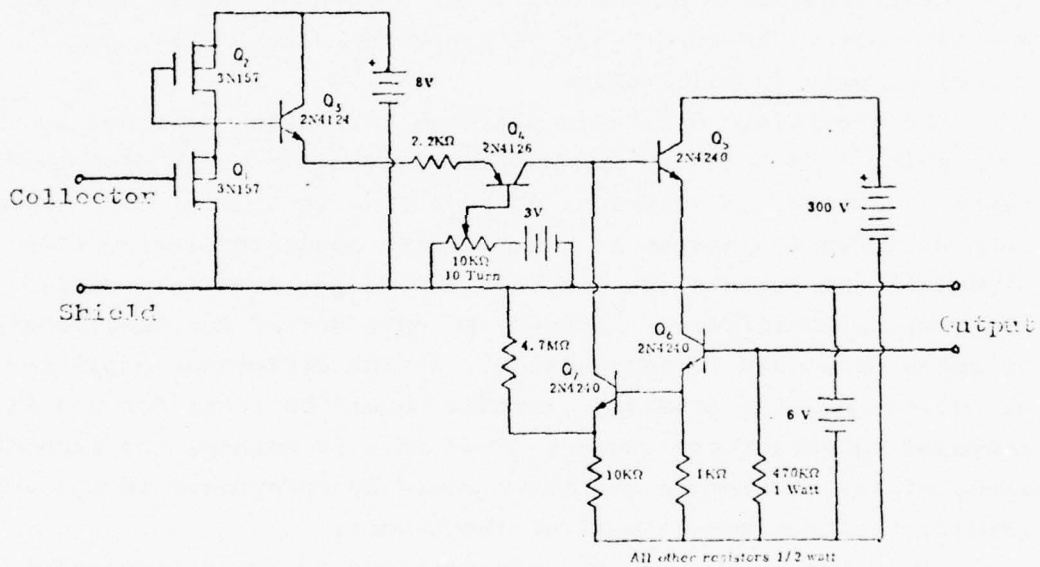 Q2
3N157
Q3
2N4124
+
8V
2.2KΩ
Q4
2N4126
Q5
2N4240
+
300 V
Q1
3N157
Collector
3V
10KΩ
10 Turn
Shield
Output
4.7MΩ
Q6
2N4240
2N4240
+
6 V
10KΩ
1KΩ
470KΩ
1 Watt
All other resistors 1/2 watt